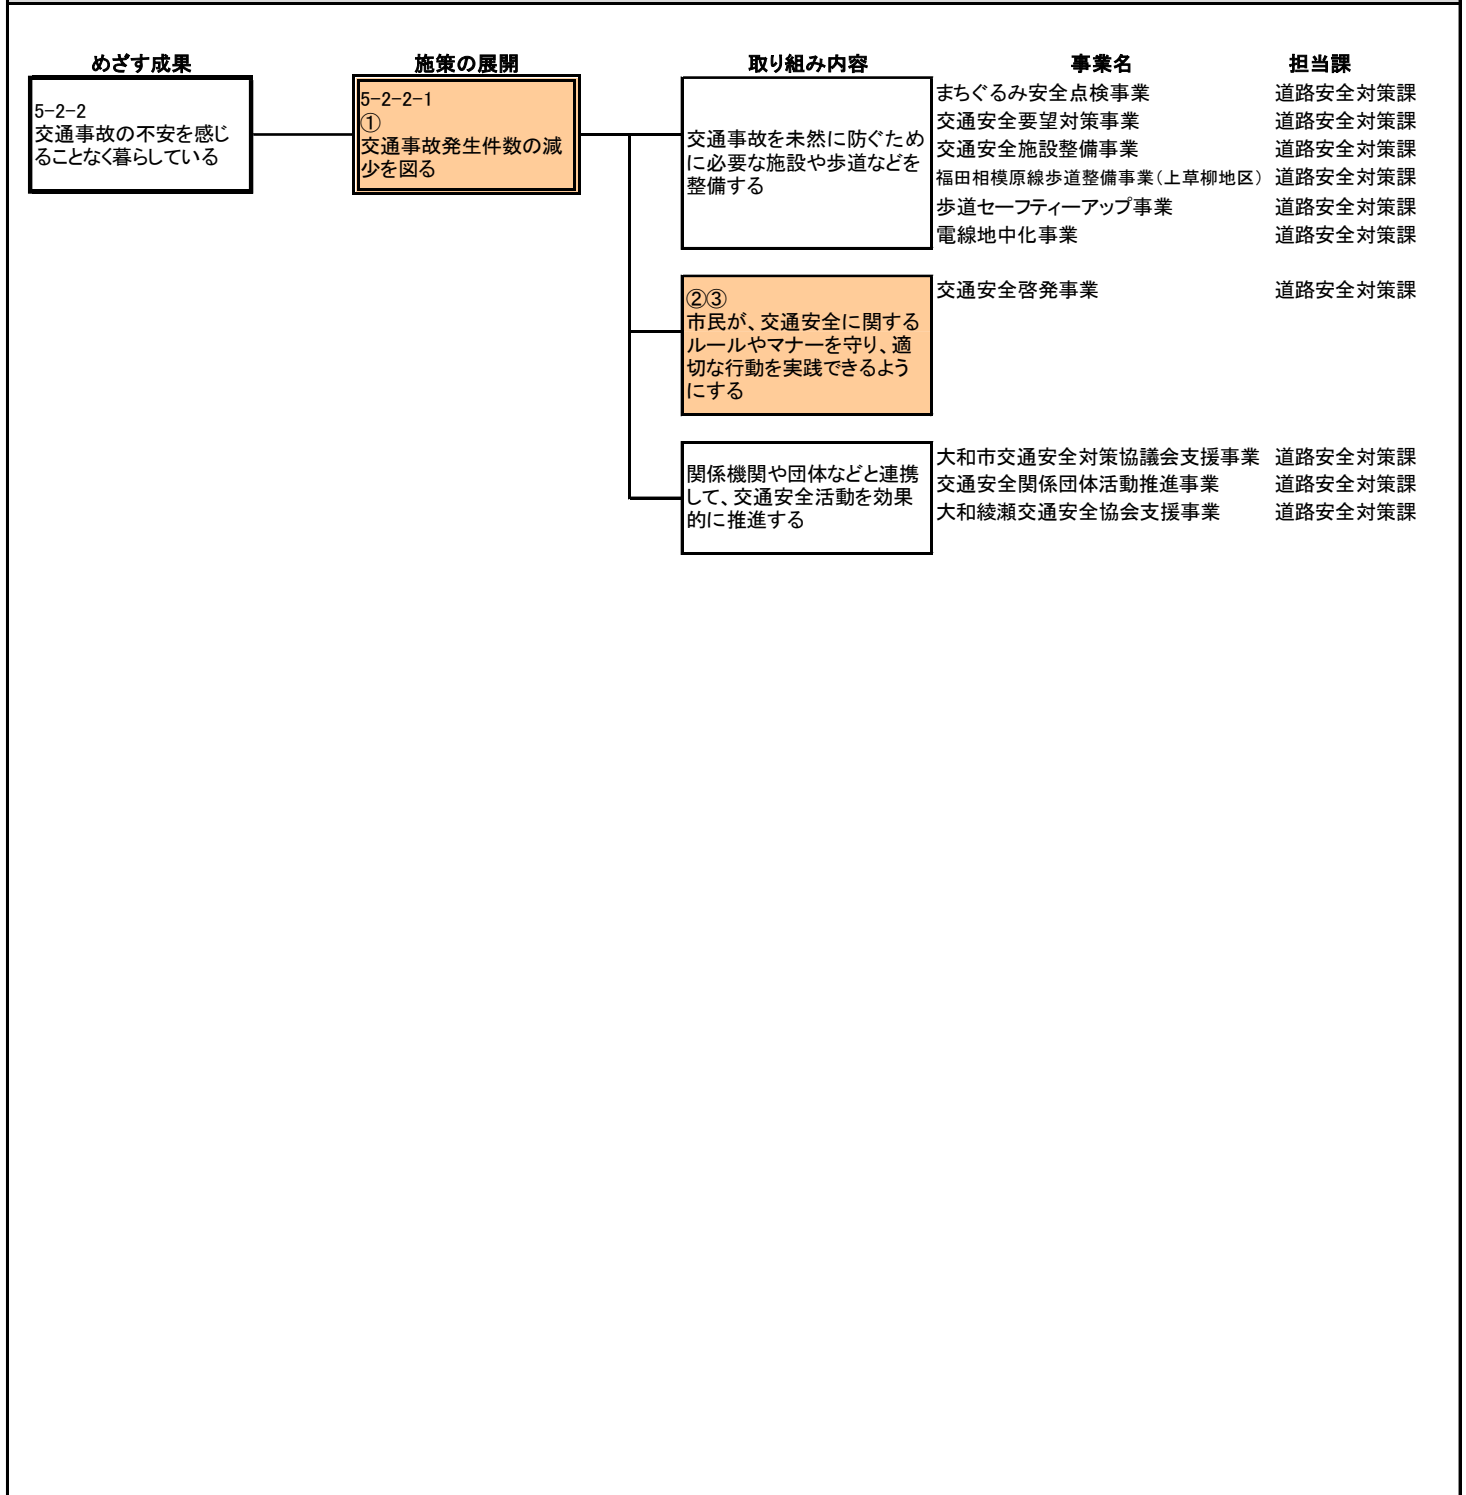 めざす成果
施策の展開
取り組み内容
事業名
担当課
5-2-2
交通事故の不安を感じ
ることなく暮らしている
5-2-2-1
①
交通事故発生件数の減
少を図る
交通事故を未然に防ぐため
に必要な施設や歩道などを
整備する
まちぐるみ安全点検事業 道路安全対策課
交通安全要望対策事業 道路安全対策課
交通安全施設整備事業 道路安全対策課
福田相模原線歩道整備事業(上草柳地区) 道路安全対策課
歩道セーフティーアップ事業 道路安全対策課
電線地中化事業 道路安全対策課
②③
市民が、交通安全に関する
ルールやマナーを守り、適
切な行動を実践できるよう
にする
交通安全啓発事業 道路安全対策課
関係機関や団体などと連携
して、交通安全活動を効果
的に推進する
大和市交通安全対策協議会支援事業 道路安全対策課
交通安全関係団体活動推進事業 道路安全対策課
大和綾瀬交通安全協会支援事業 道路安全対策課